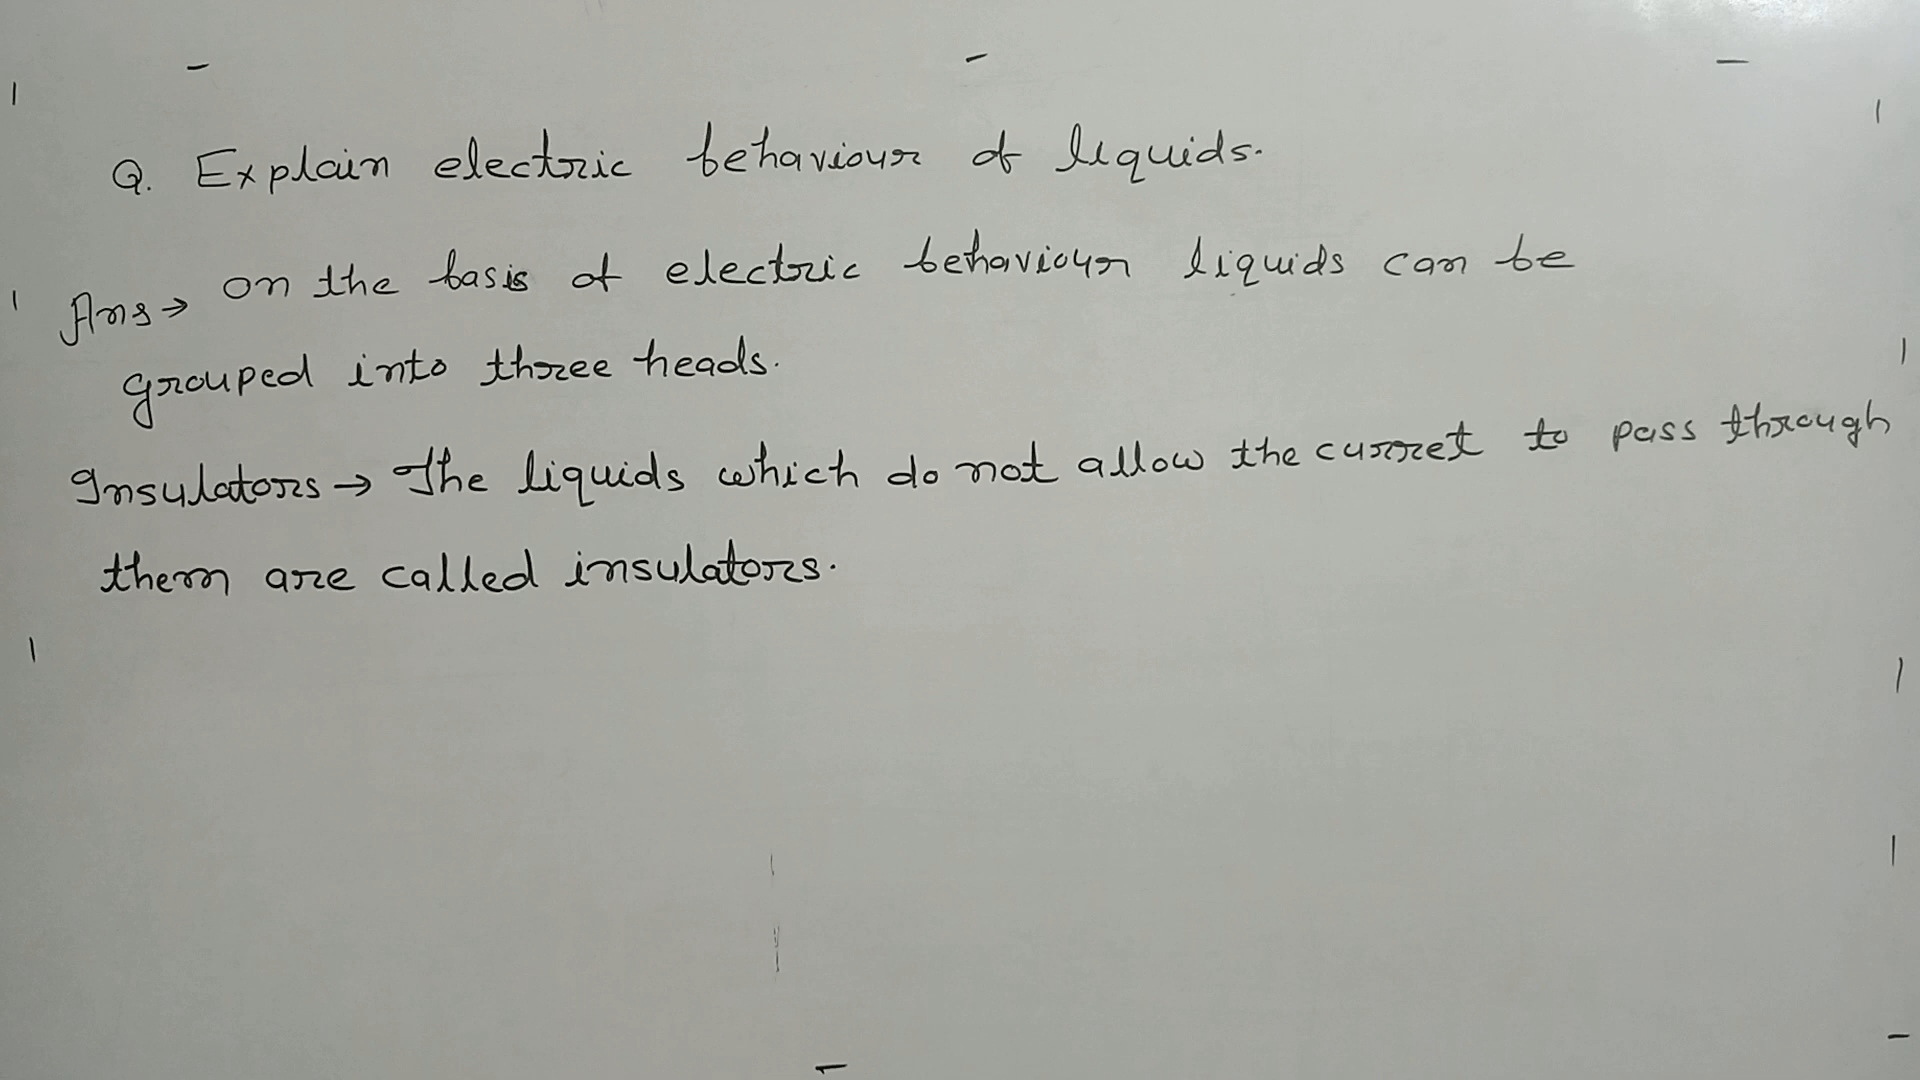 Q. Explain electric behaviour of liquids.
Ans→ on the basis of electric behaviour liquids can be
grouped into three heads.
Insulators → The liquids which do not allow the curret to pass through
them are called insulators.